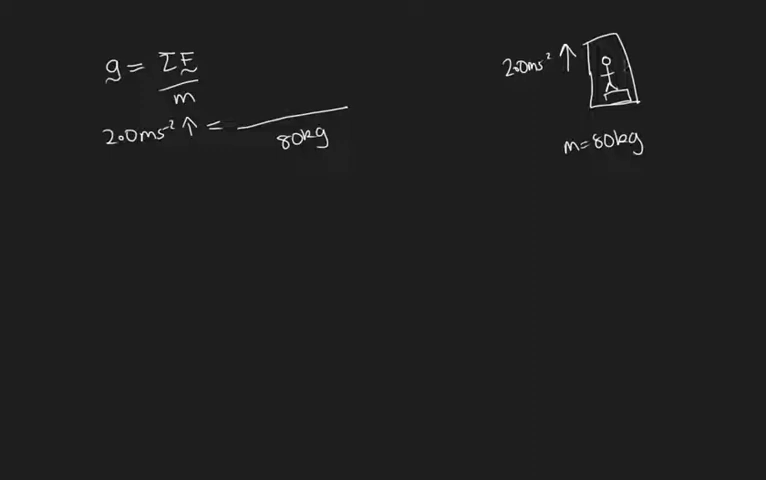 a = ΣF
m
2.0ms⁻² ↑ =
80kg
2.0ms⁻² ↑
m=80kg